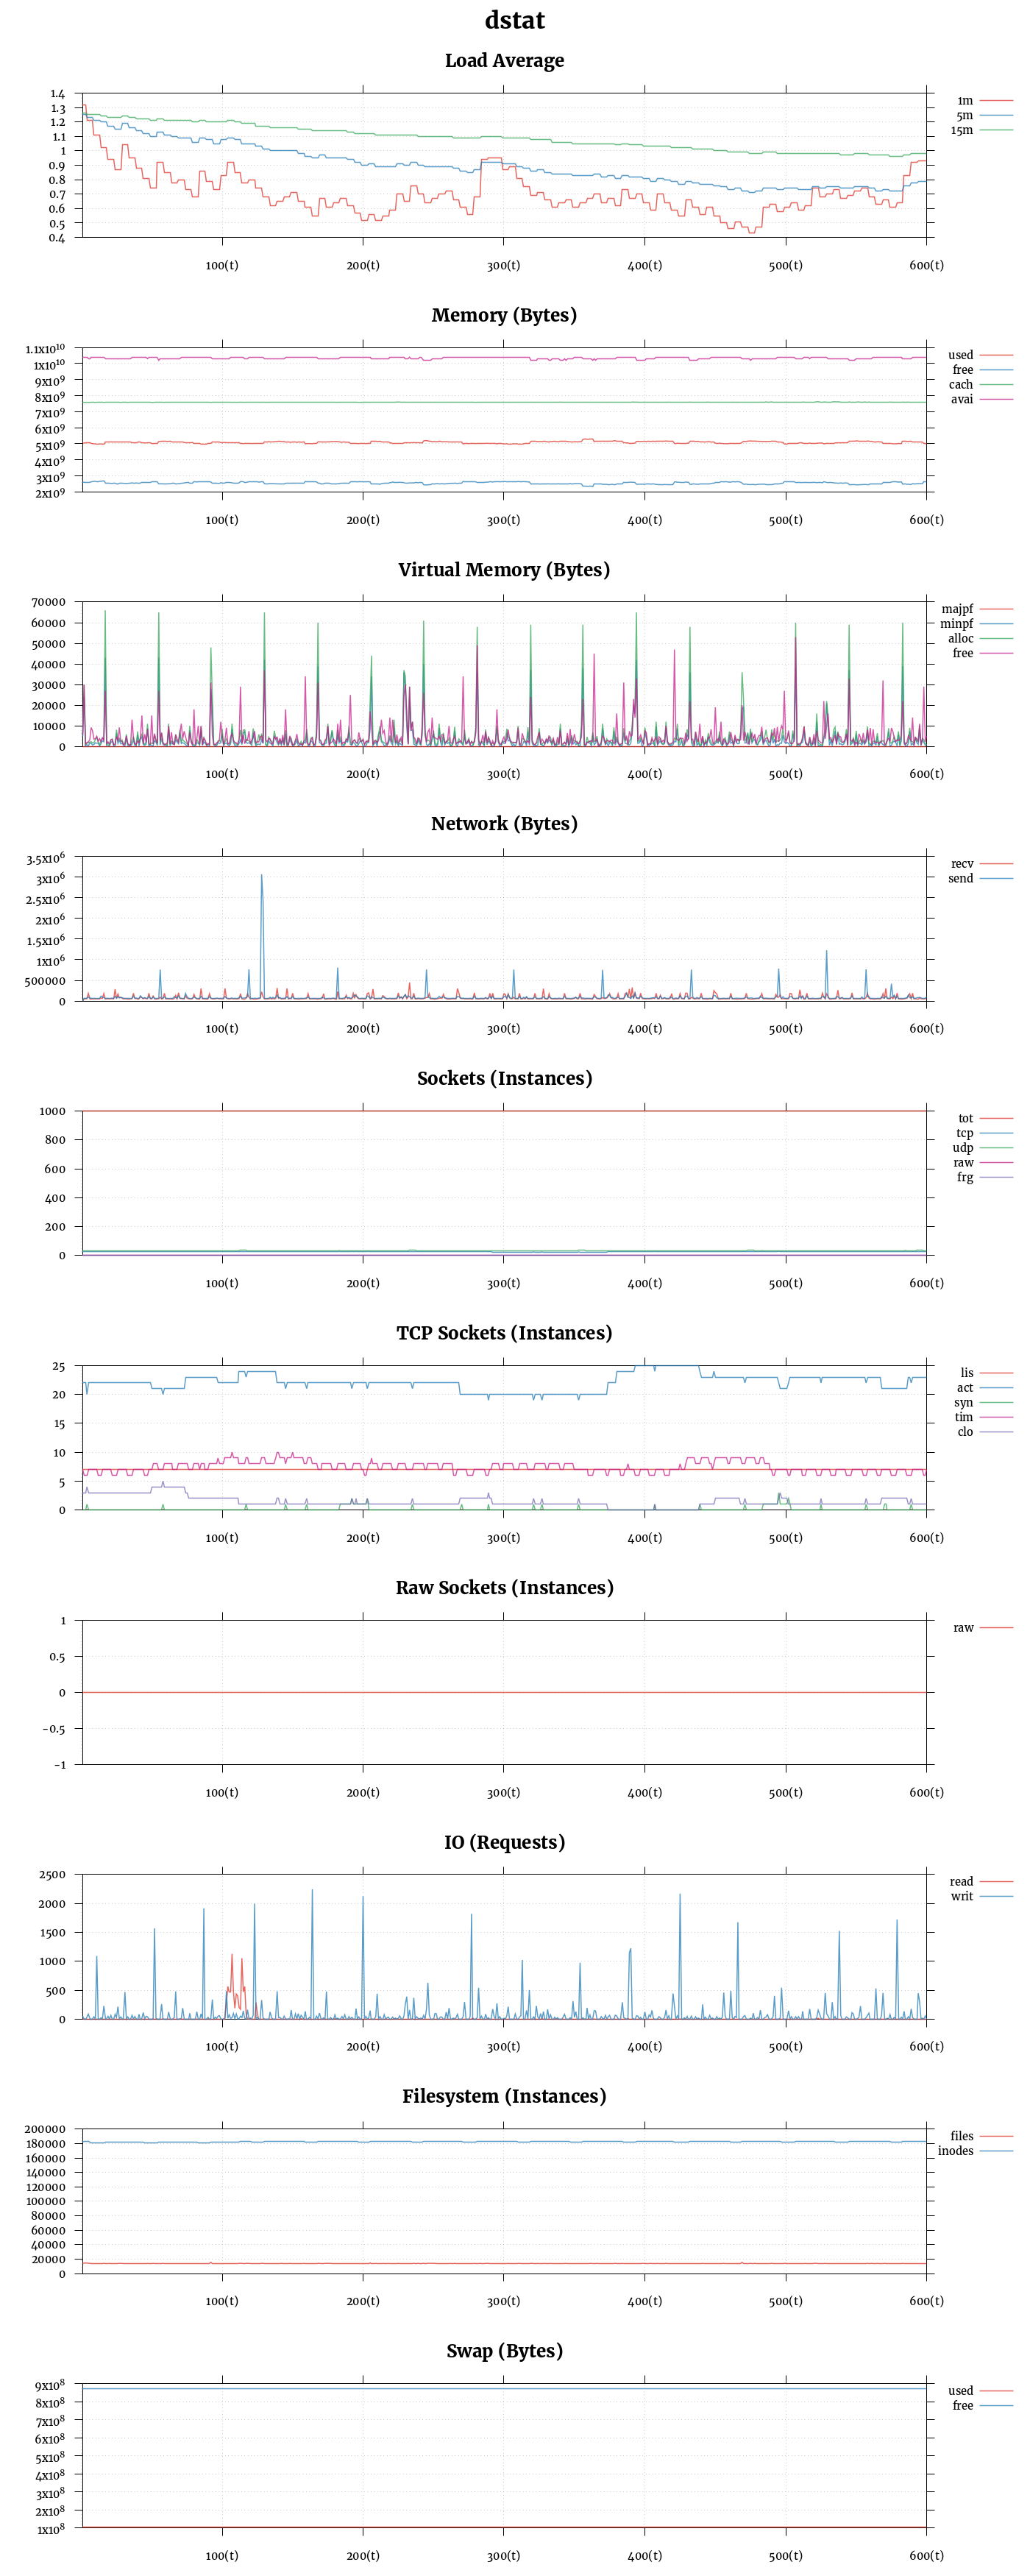 dstat
Load Average
1.4
1.3
1.2
1.1
1
0.9
0.8
0.7
0.6
0.5
0.4
100(t) 200(t) 300(t) 400(t) 500(t) 600(t)
1m
5m
15m
Memory (Bytes)
1.1x10¹⁰
1x10¹⁰
9x10⁹
8x10⁹
7x10⁹
6x10⁹
5x10⁹
4x10⁹
3x10⁹
2x10⁹
100(t) 200(t) 300(t) 400(t) 500(t) 600(t)
used
free
cach
avai
Virtual Memory (Bytes)
70000
60000
50000
40000
30000
20000
10000
0
100(t) 200(t) 300(t) 400(t) 500(t) 600(t)
majpf
minpf
alloc
free
Network (Bytes)
3.5x10⁶
3x10⁶
2.5x10⁶
2x10⁶
1.5x10⁶
1x10⁶
500000
0
100(t) 200(t) 300(t) 400(t) 500(t) 600(t)
recv
send
Sockets (Instances)
1000
800
600
400
200
0
100(t) 200(t) 300(t) 400(t) 500(t) 600(t)
tot
tcp
udp
raw
frg
TCP Sockets (Instances)
25
20
15
10
5
0
100(t) 200(t) 300(t) 400(t) 500(t) 600(t)
lis
act
syn
tim
clo
Raw Sockets (Instances)
1
0.5
0
-0.5
-1
100(t) 200(t) 300(t) 400(t) 500(t) 600(t)
raw
IO (Requests)
2500
2000
1500
1000
500
0
100(t) 200(t) 300(t) 400(t) 500(t) 600(t)
read
writ
Filesystem (Instances)
200000
180000
160000
140000
120000
100000
80000
60000
40000
20000
0
100(t) 200(t) 300(t) 400(t) 500(t) 600(t)
files
inodes
Swap (Bytes)
9x10⁸
8x10⁸
7x10⁸
6x10⁸
5x10⁸
4x10⁸
3x10⁸
2x10⁸
1x10⁸
100(t) 200(t) 300(t) 400(t) 500(t) 600(t)
used
free